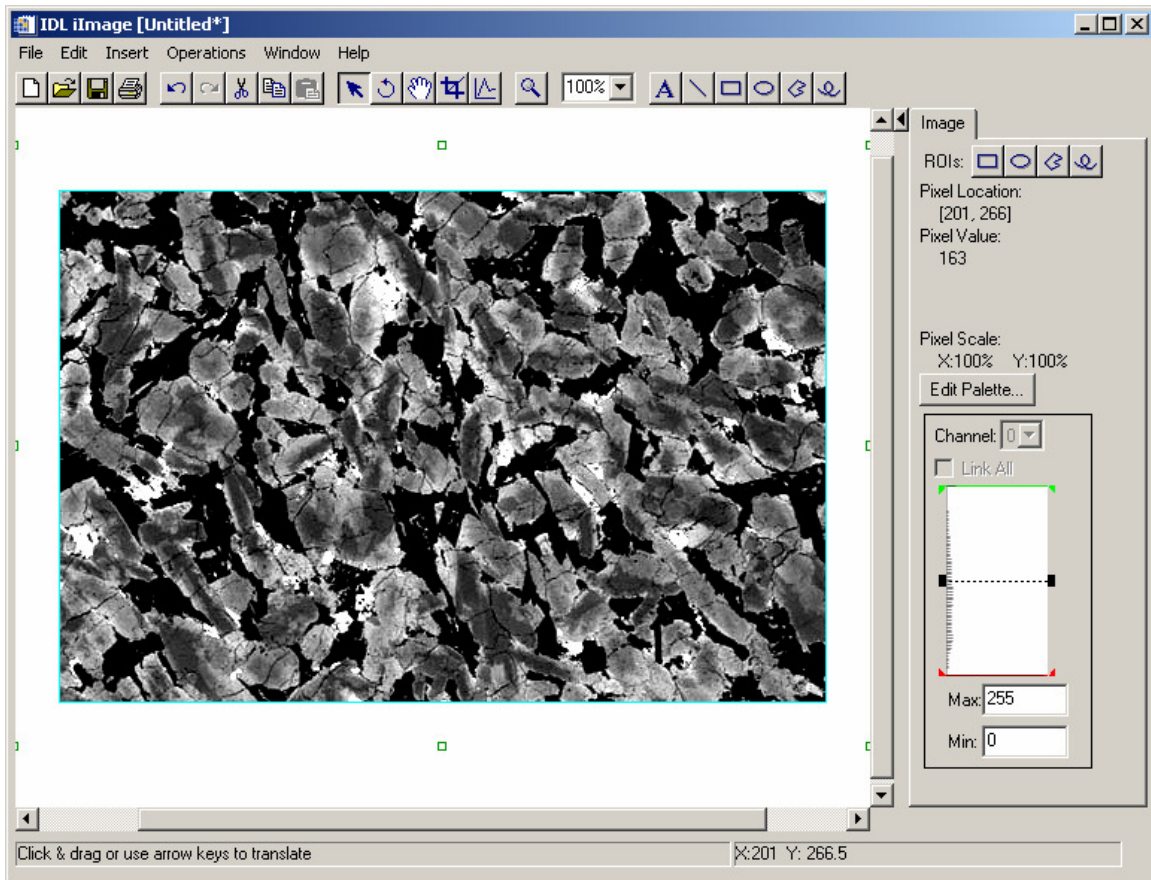 IDL iImage [Untitled*]
File Edit Insert Operations Window Help
100% A
Image
ROIs:
Pixel Location:
[201, 266]
Pixel Value:
163
Pixel Scale:
X:100% Y:100%
Edit Palette...
Channel: 0
Link All
Max: 255
Min: 0
Click & drag or use arrow keys to translate
X:201 Y: 266.5